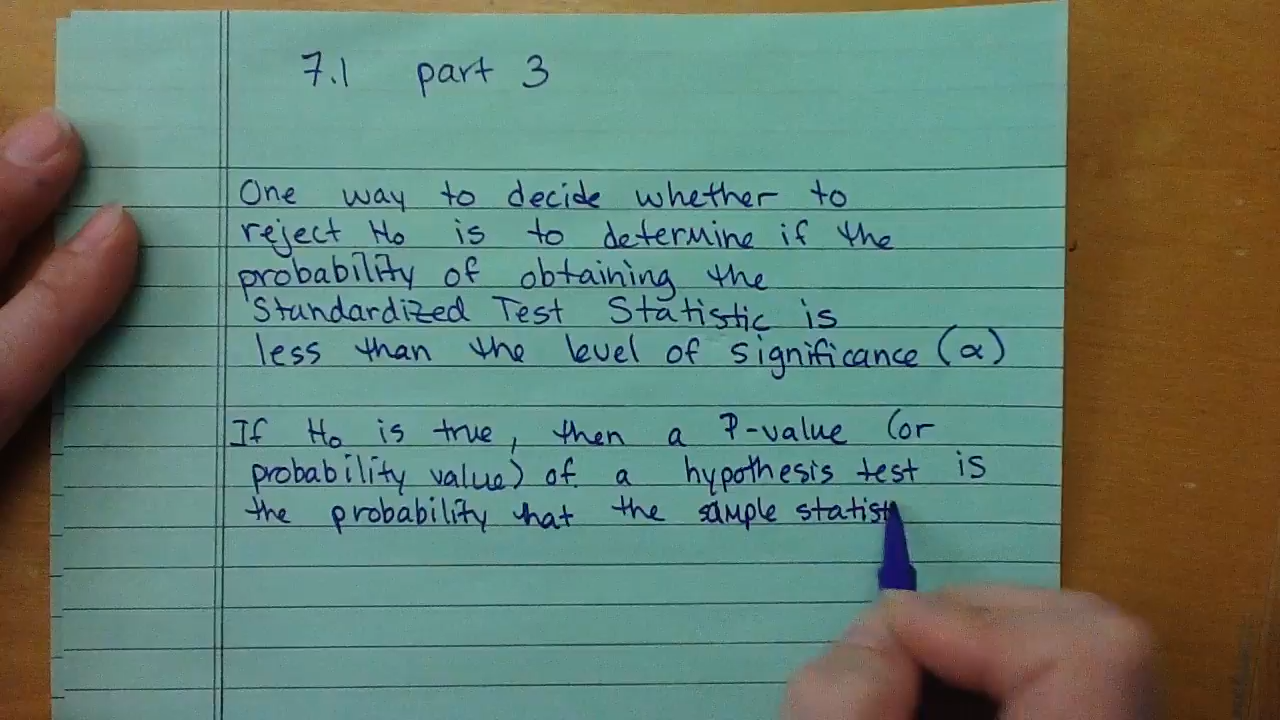 7.1 part 3
One way to decide whether to
reject H₀ is to determine if the
probability of obtaining the
Standardized Test Statistic is
less than the level of significance (α)
If H₀ is true, then a P-value (or
probability value) of a hypothesis test is
the probability that the sample statist